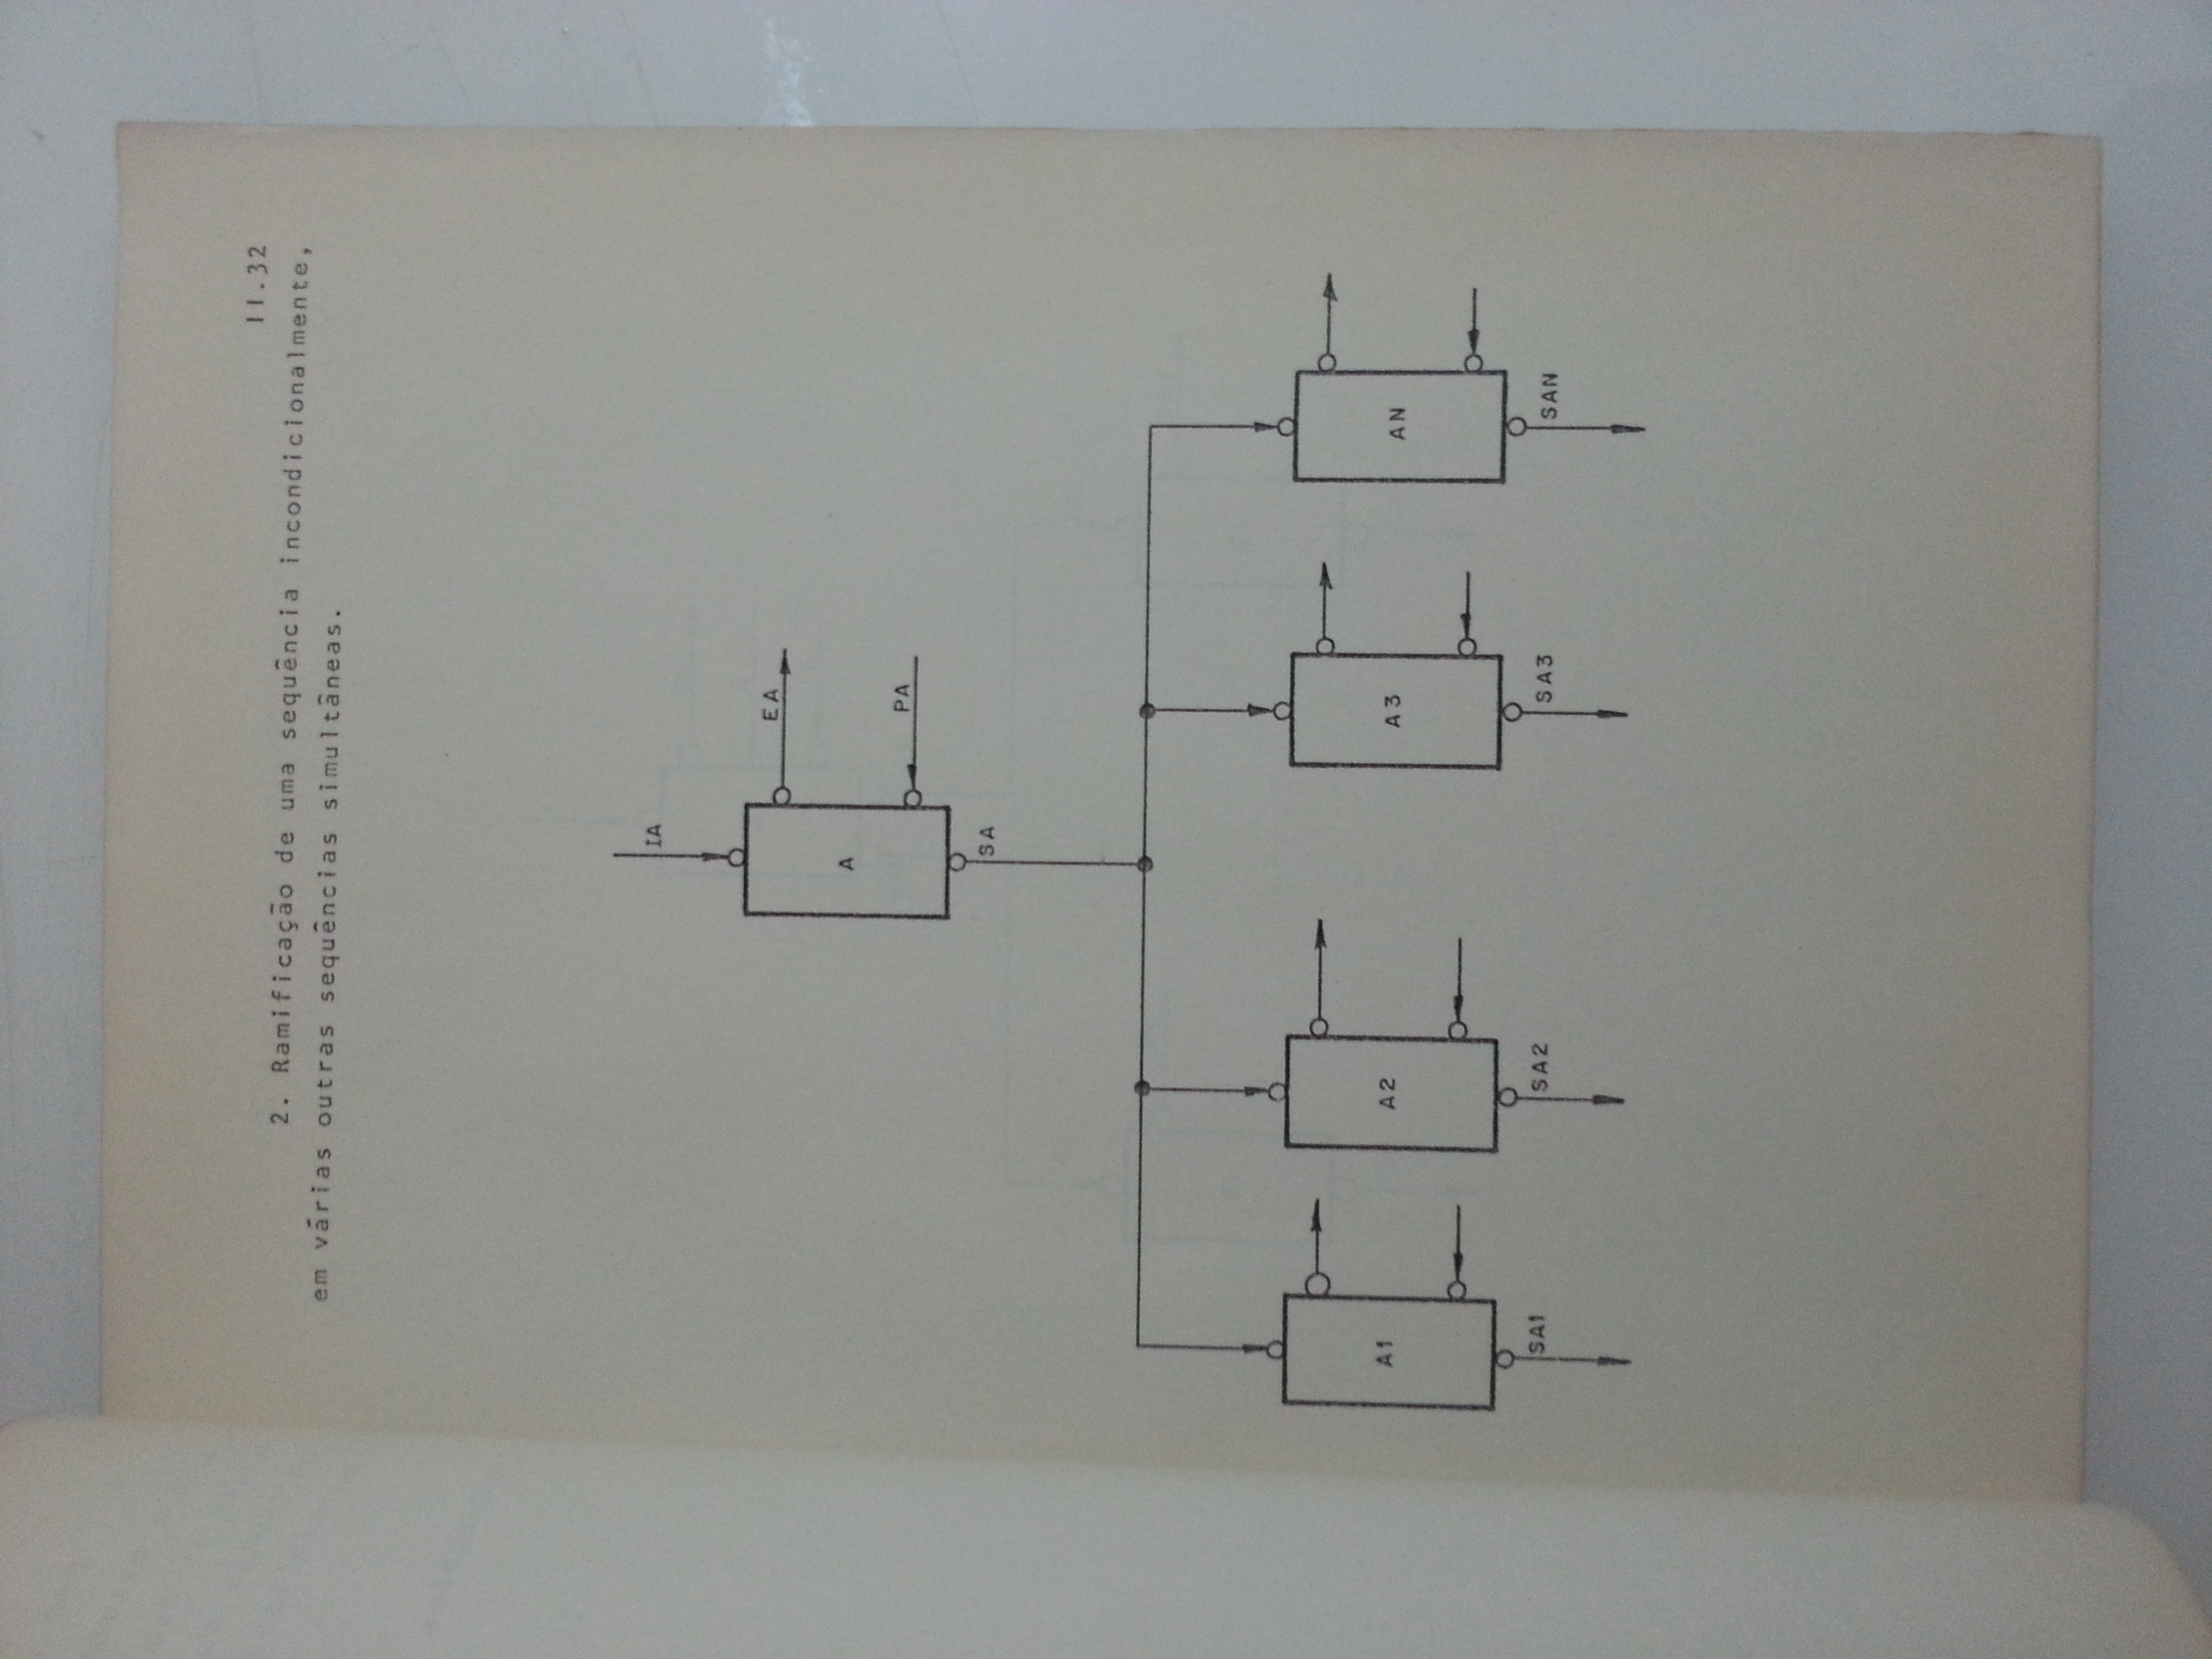 II.32
2. Ramificação de uma sequência incondicionalmente,
em várias outras sequências simultâneas.
IA
EA
A
PA
SA
A1
A2
A3
AN
SA1
SA2
SA3
SAN